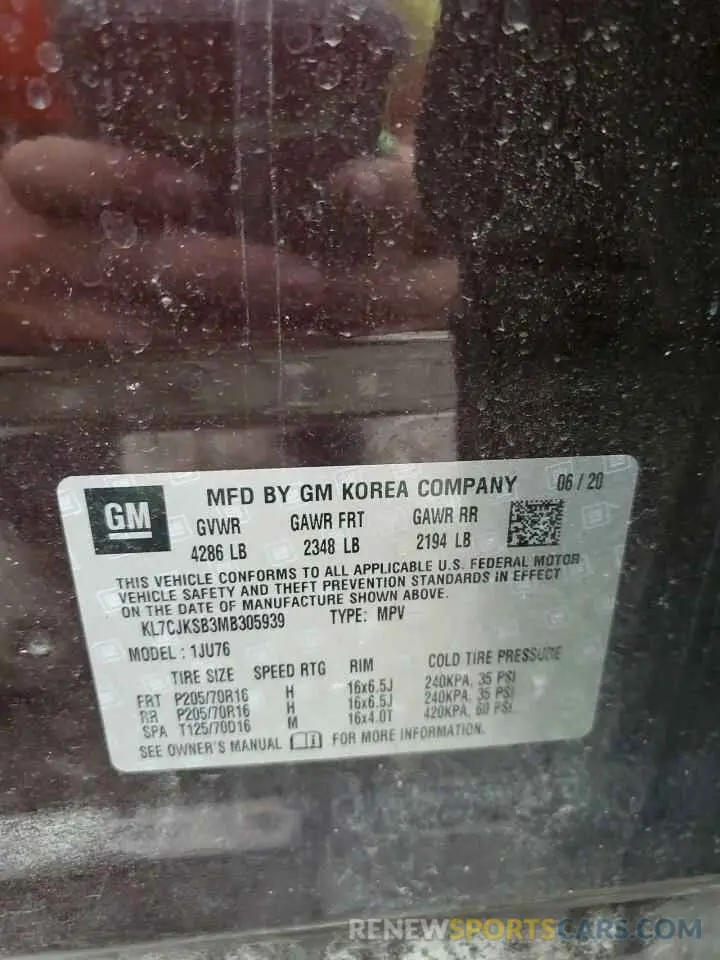 GM
MFD BY GM KOREA COMPANY 06 / 20
GVWR GAWR FRT GAWR RR
4286 LB 2348 LB 2194 LB
THIS VEHICLE CONFORMS TO ALL APPLICABLE U.S. FEDERAL MOTOR
VEHICLE SAFETY AND THEFT PREVENTION STANDARDS IN EFFECT
ON THE DATE OF MANUFACTURE SHOWN ABOVE.
KL7CJKSB3MB305939 TYPE: MPV
MODEL : 1JU76
TIRE SIZE SPEED RTG RIM COLD TIRE PRESSURE
FRT P205/70R16 H 16x6.5J 240KPA, 35 PSI
RR P205/70R16 H 16x6.5J 240KPA, 35 PSI
SPA T125/70D16 M 16x4.0T 420KPA, 60 PSI
SEE OWNER'S MANUAL FOR MORE INFORMATION.
RENEWSPORTSCARS.COM